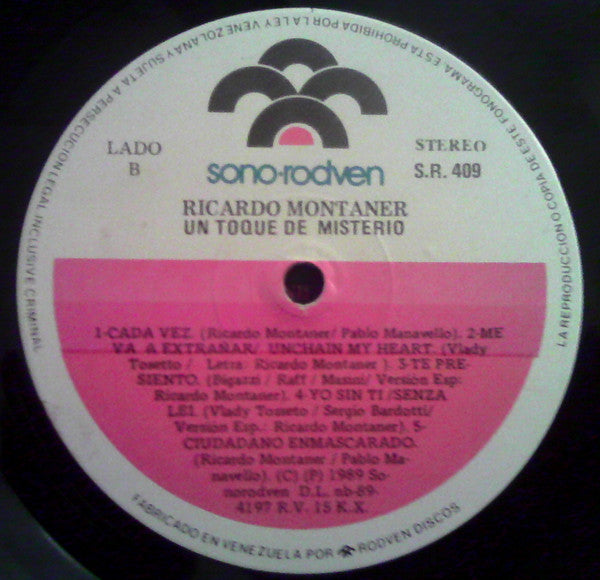 LA REPRODUCCION O COPIA DE ESTE FONOGRAMA ESTA PROHIBIDA POR LA LEY VENEZOLANA Y SUJETA A PERSECUCION LEGAL INCLUSIVE CRIMINAL
LADO
B
STEREO
S.R. 409
sono-rodven
RICARDO MONTANER
UN TOQUE DE MISTERIO
1-CADA VEZ. (Ricardo Montaner/ Pablo Manavello). 2-ME
VA A EXTRAÑAR/ UNCHAIN MY HEART. (Vlady
Tosetto / Letra: Ricardo Montaner ). 3-TE PRE-
SIENTO. (Bigazzi / Raff / Masini/ Version Esp:
Ricardo Montaner). 4-YO SIN TI /SENZA
LEI. (Vlady Tosseto / Sergio Bardotti/
Version Esp.: Ricardo Montaner). 5-
CIUDADANO ENMASCARADO.
(Ricardo Montaner / Pablo Ma-
navello). (C) (P) 1989 So-
norodven D.L. nb-89-
4197 R.V. 15 K.X.
FABRICADO EN VENEZUELA POR RODVEN DISCOS